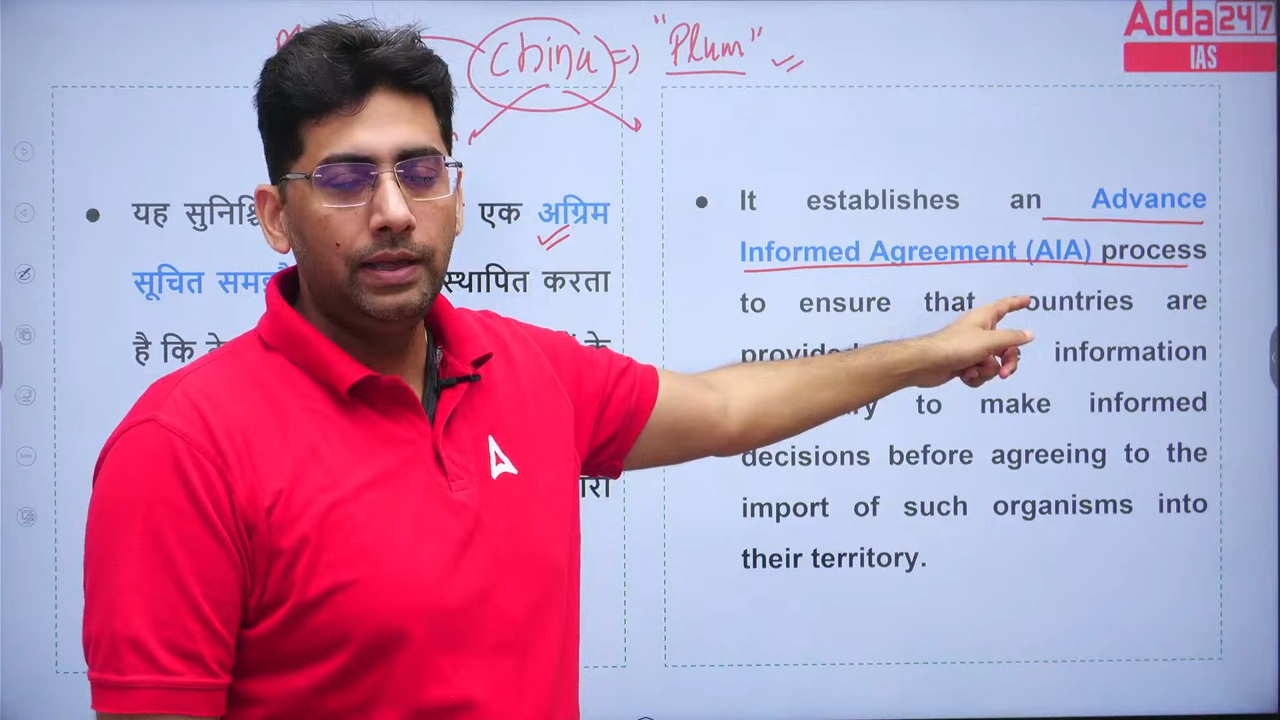 Adda247
IAS
China => "Plum"
यह एक अग्रिम
सूचित स्थापित करता
है कि
It establishes an Advance
Informed Agreement (AIA) process
to ensure that countries are
provided information
to make informed
decisions before agreeing to the
import of such organisms into
their territory.